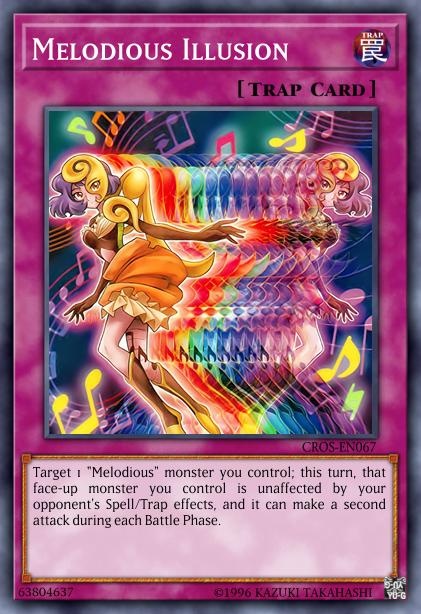 MELODIOUS ILLUSION
TRAP
罠
[TRAP CARD]
CROS-EN067
Target 1 "Melodious" monster you control; this turn, that
face-up monster you control is unaffected by your
opponent's Spell/Trap effects, and it can make a second
attack during each Battle Phase.
63804637
©1996 KAZUKI TAKAHASHI